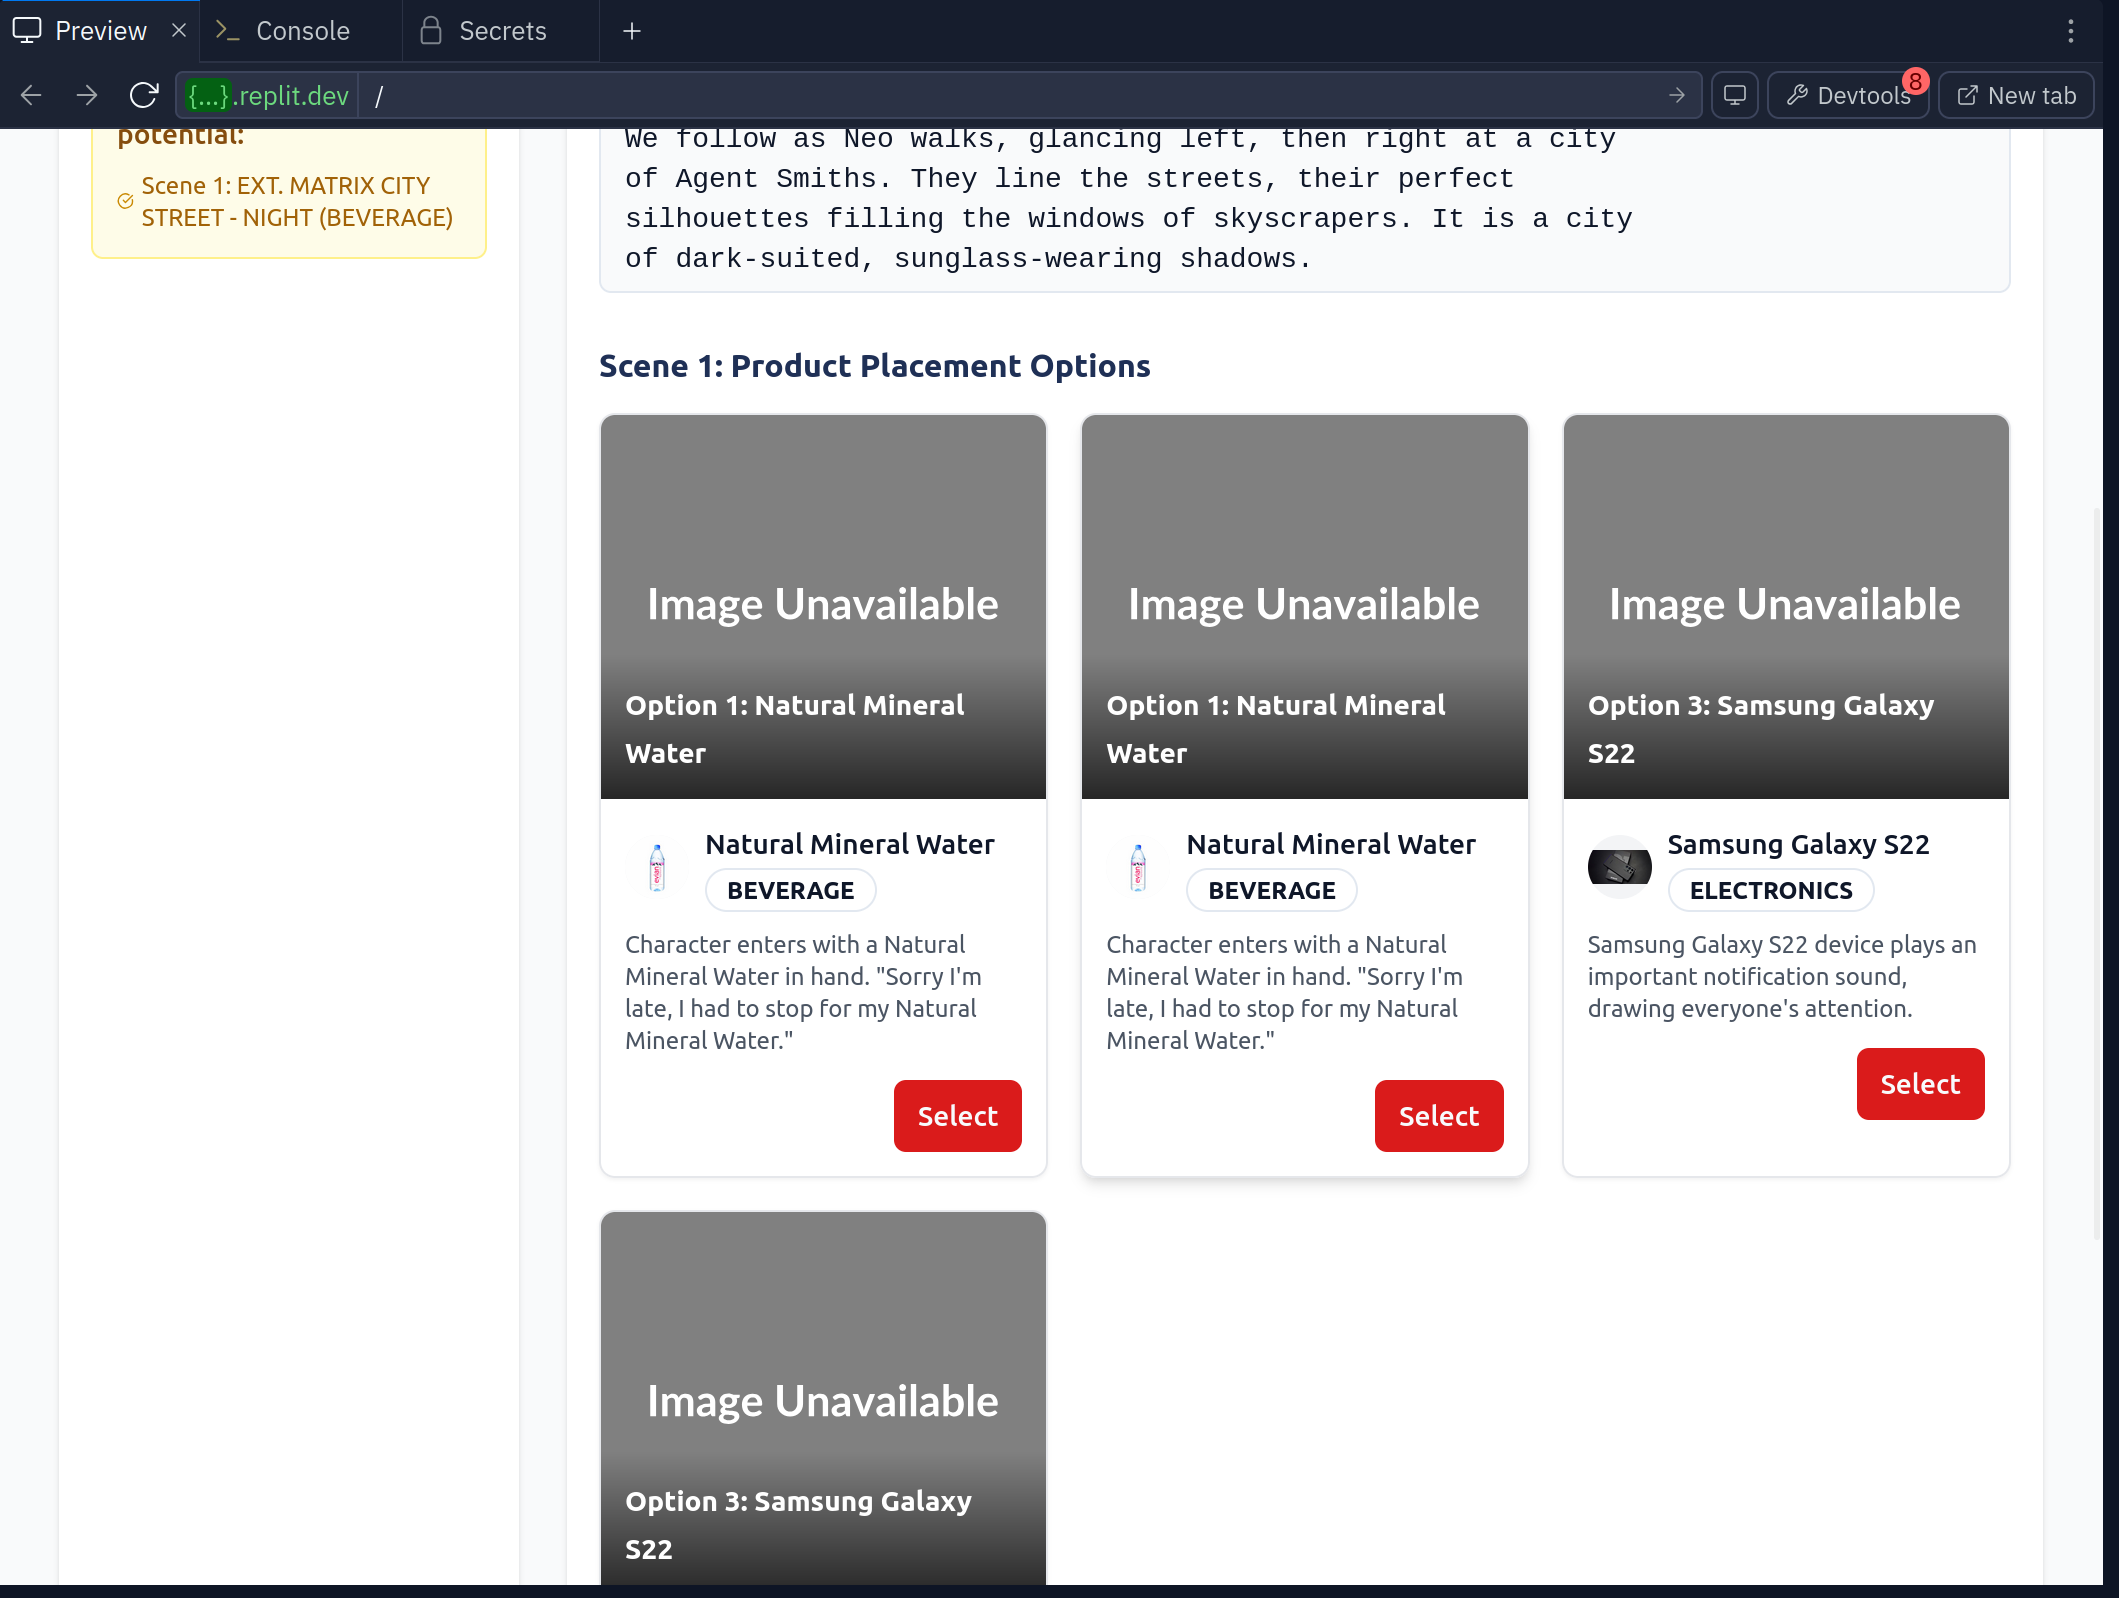 Preview
Console
Secrets
{...}.replit.dev
/
Devtools
8
New tab
potential:
Scene 1: EXT. MATRIX CITY
STREET - NIGHT (BEVERAGE)
We follow as Neo walks, glancing left, then right at a city
of Agent Smiths. They line the streets, their perfect
silhouettes filling the windows of skyscrapers. It is a city
of dark-suited, sunglass-wearing shadows.
Scene 1: Product Placement Options
Image Unavailable
Option 1: Natural Mineral
Water
evian
Natural Mineral Water
BEVERAGE
Character enters with a Natural
Mineral Water in hand. "Sorry I'm
late, I had to stop for my Natural
Mineral Water."
Select
Image Unavailable
Option 1: Natural Mineral
Water
evian
Natural Mineral Water
BEVERAGE
Character enters with a Natural
Mineral Water in hand. "Sorry I'm
late, I had to stop for my Natural
Mineral Water."
Select
Image Unavailable
Option 3: Samsung Galaxy
S22
Samsung Galaxy S22
ELECTRONICS
Samsung Galaxy S22 device plays an
important notification sound,
drawing everyone's attention.
Select
Image Unavailable
Option 3: Samsung Galaxy
S22